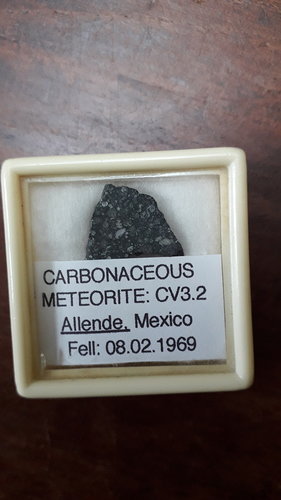 CARBONACEOUS
METEORITE: CV3.2
Allende, Mexico
Fell: 08.02.1969